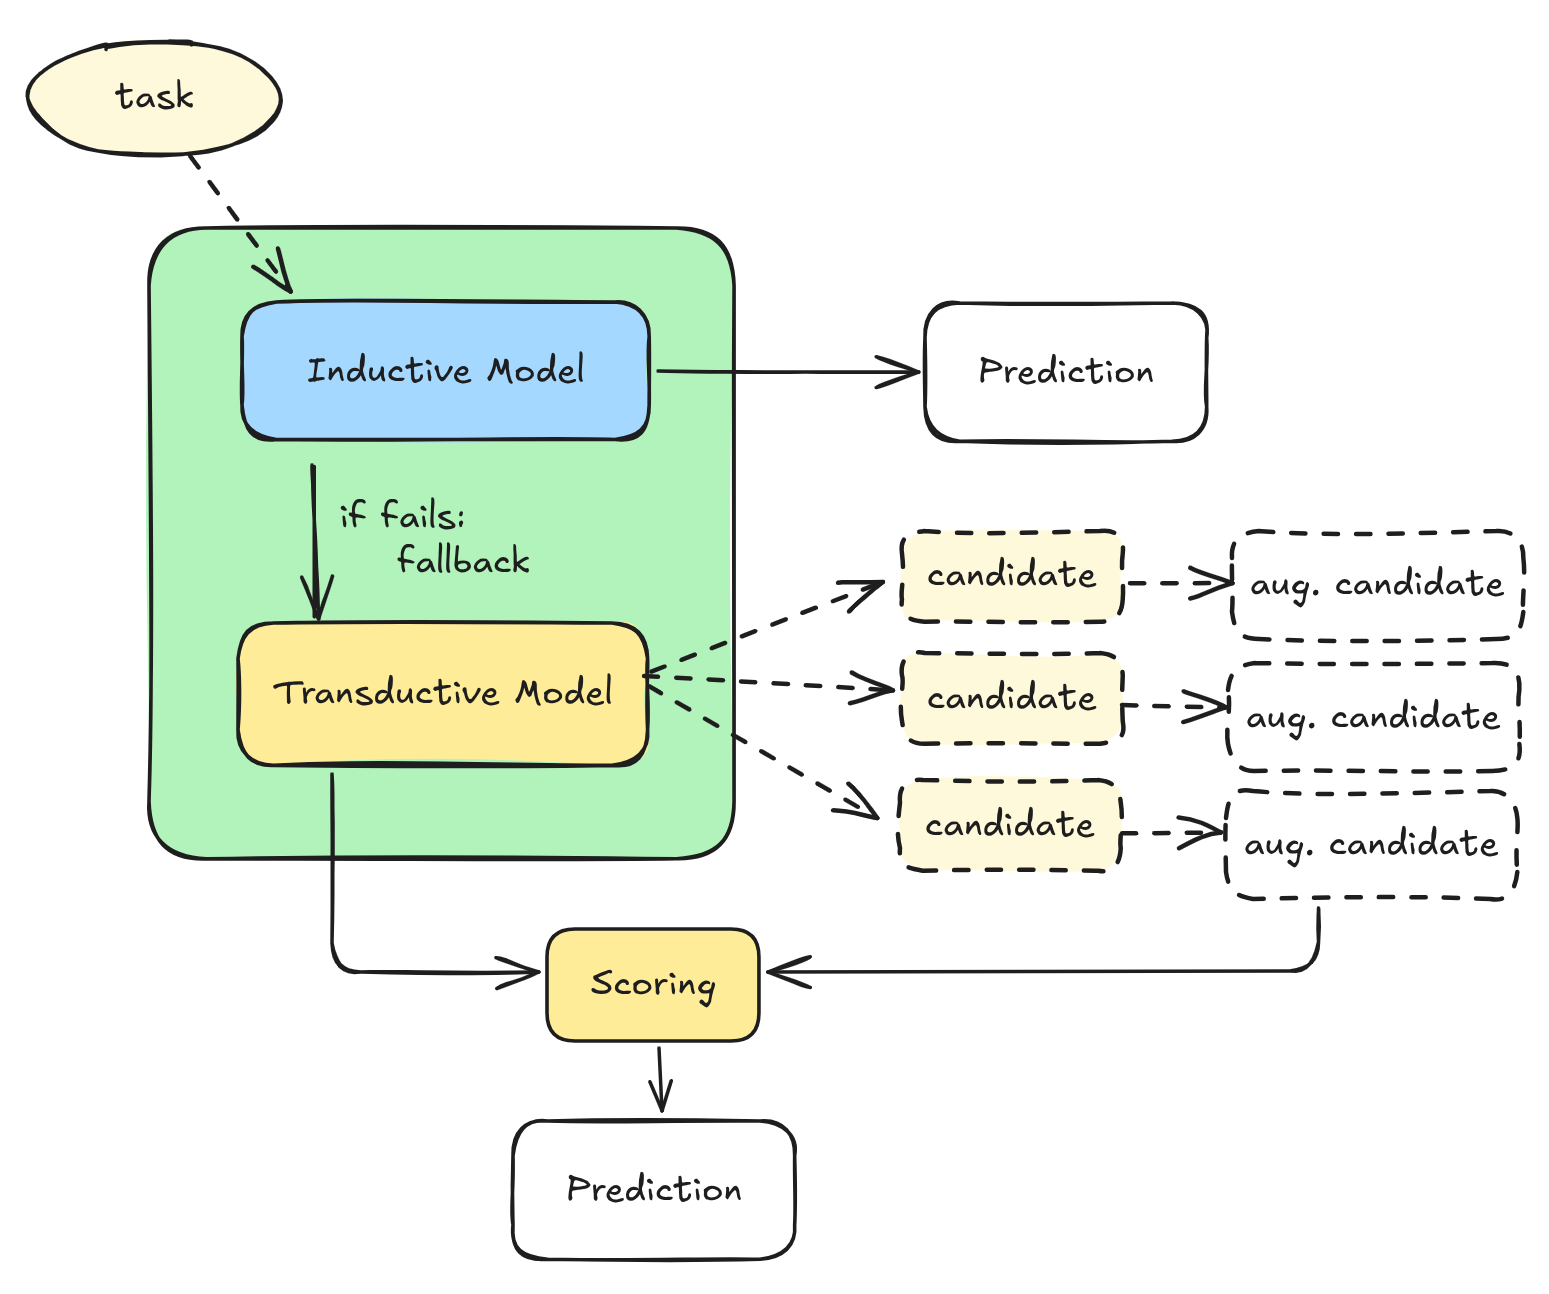 task
Inductive Model
Prediction
if fails:
fallback
candidate
aug. candidate
Transductive Model
candidate
aug. candidate
candidate
aug. candidate
Scoring
Prediction